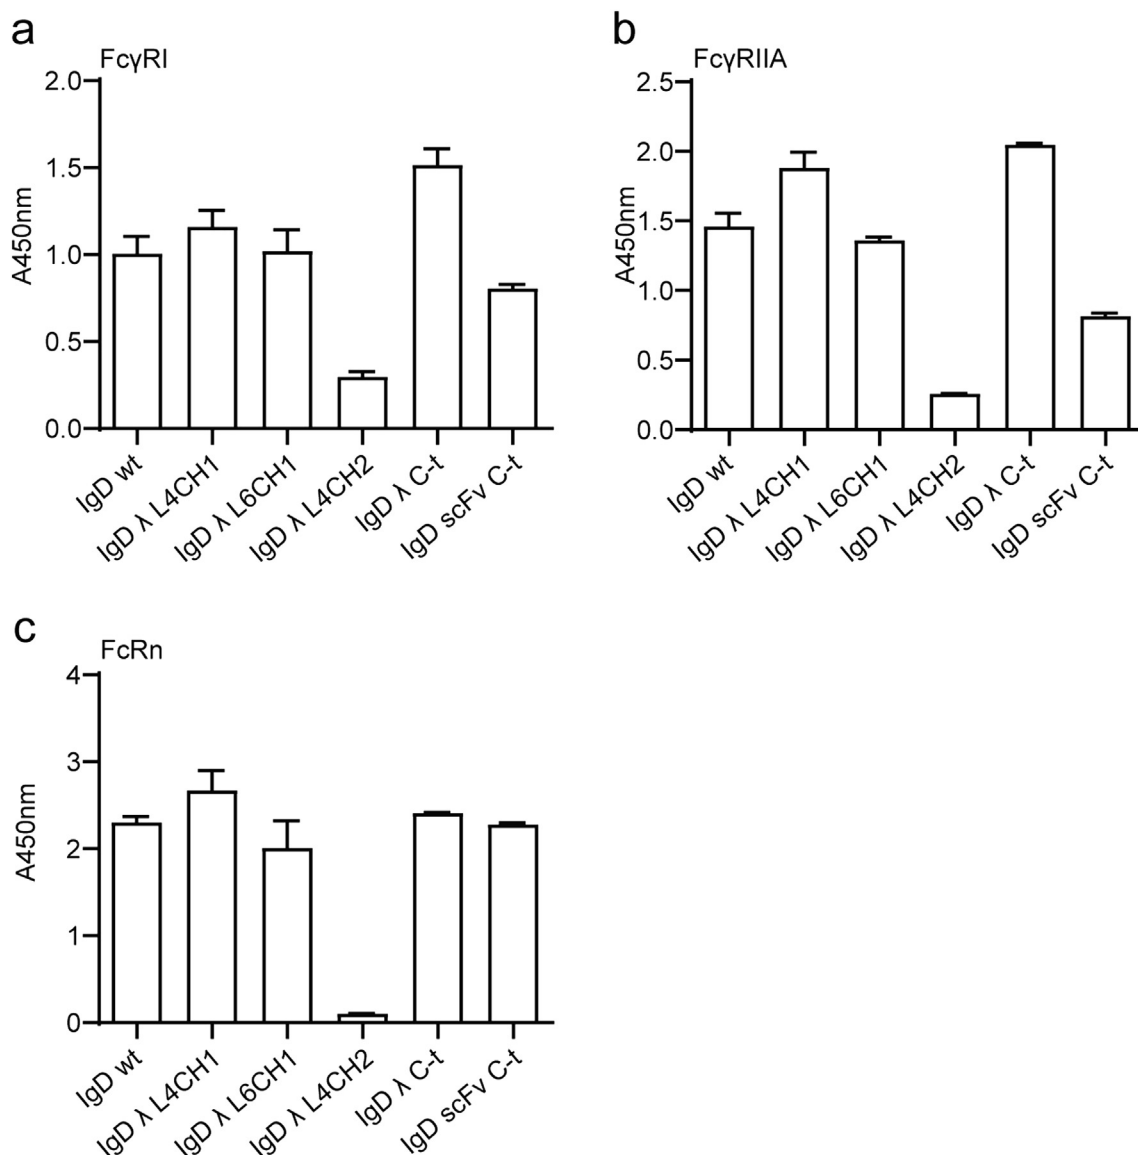 a
FcγRI
A450nm
2.0
1.5
1.0
0.5
0.0
IgD wt
IgD λ L4CH1
IgD λ L6CH1
IgD λ L4CH2
IgD λ C-t
IgD scFv C-t
b
FcγRIIA
A450nm
2.5
2.0
1.5
1.0
0.5
0.0
IgD wt
IgD λ L4CH1
IgD λ L6CH1
IgD λ L4CH2
IgD λ C-t
IgD scFv C-t
c
FcRn
A450nm
4
3
2
1
0
IgD wt
IgD λ L4CH1
IgD λ L6CH1
IgD λ L4CH2
IgD λ C-t
IgD scFv C-t